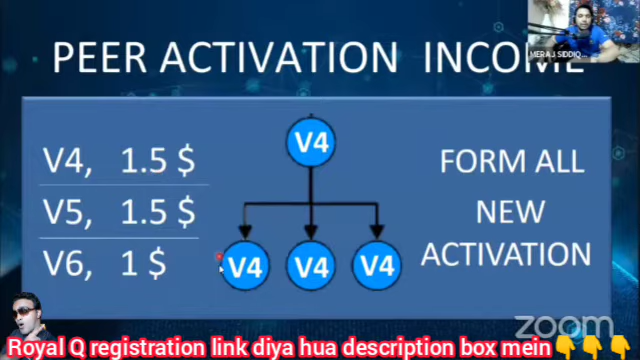 PEER ACTIVATION INCOME
MERAJ SIDDIQ...
V4, 1.5 $
V5, 1.5 $
V6, 1 $
V4
V4 V4 V4
FORM ALL
NEW
ACTIVATION
zoom
Royal Q registration link diya hua description box mein👇👇👇